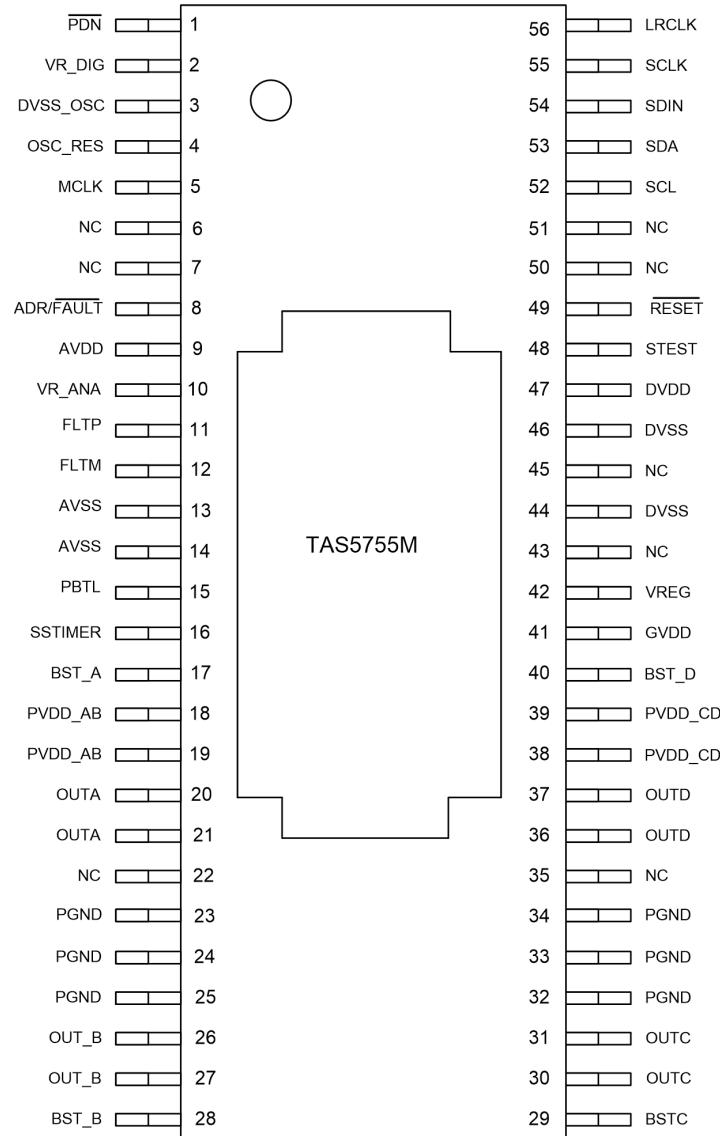 PDN 1 56 LRCLK
VR_DIG 2 55 SCLK
DVSS_OSC 3 54 SDIN
OSC_RES 4 53 SDA
MCLK 5 52 SCL
NC 6 51 NC
NC 7 50 NC
ADR/FAULT 8 49 RESET
AVDD 9 48 STEST
VR_ANA 10 47 DVDD
FLTP 11 46 DVSS
FLTM 12 45 NC
AVSS 13 44 DVSS
AVSS 14 TAS5755M 43 NC
PBTL 15 42 VREG
SSTIMER 16 41 GVDD
BST_A 17 40 BST_D
PVDD_AB 18 39 PVDD_CD
PVDD_AB 19 38 PVDD_CD
OUTA 20 37 OUTD
OUTA 21 36 OUTD
NC 22 35 NC
PGND 23 34 PGND
PGND 24 33 PGND
PGND 25 32 PGND
OUT_B 26 31 OUTC
OUT_B 27 30 OUTC
BST_B 28 29 BSTC